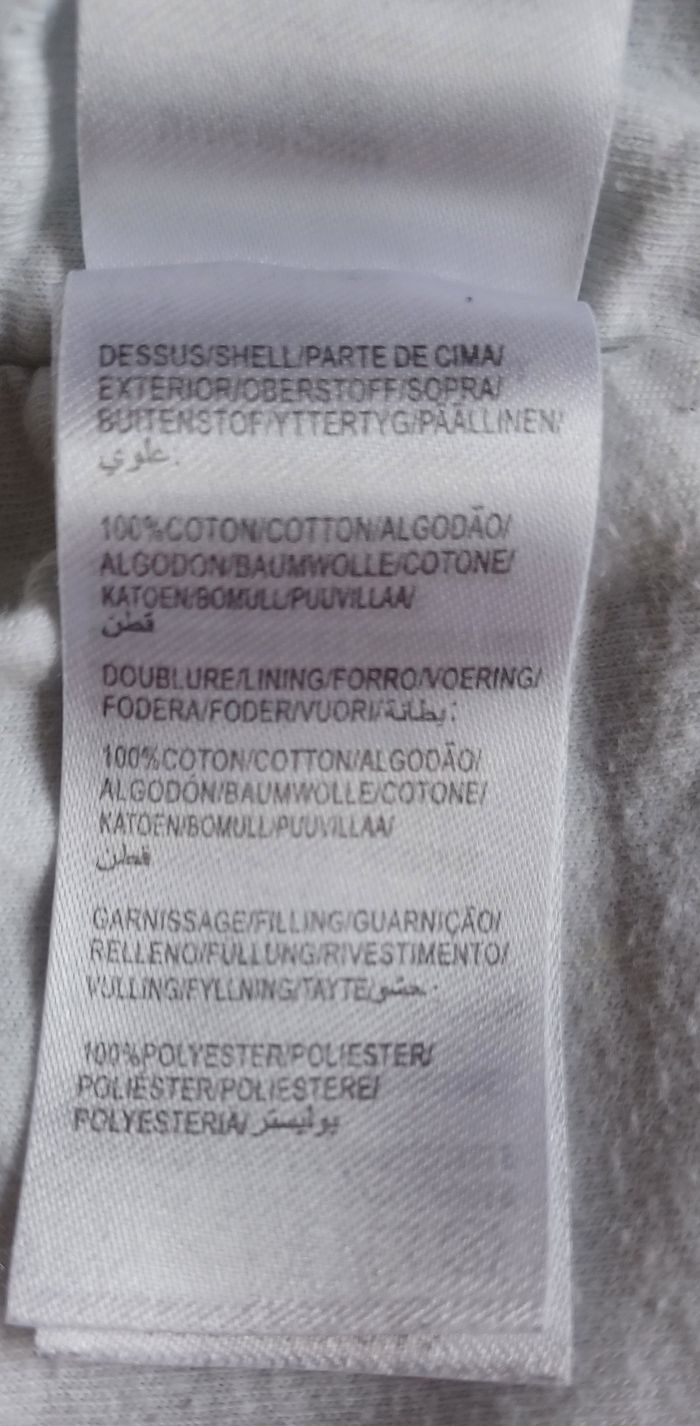 DESSUS/SHELL/PARTE DE CIMA/
EXTERIOR/OBERSTOFF/SOPRA/
BUITENSTOF/YTTERTYG/PÄÄLLINEN/
علوي.
100%COTON/COTTON/ALGODÃO/
ALGODON/BAUMWOLLE/COTONE/
KATOEN/BOMULL/PUUVILLAA/
قطن
DOUBLURE/LINING/FORRO/VOERING/
FODERA/FODER/VUORI/بطانة:
100%COTON/COTTON/ALGODÃO/
ALGODÓN/BAUMWOLLE/COTONE/
KATOEN/BOMULL/PUUVILLAA/
قطن
GARNISSAGE/FILLING/GUARNIÇÃO/
RELLENO/FÜLLUNG/RIVESTIMENTO/
VULLING/FYLLNING/TAYTE/حشو:
100%POLYESTER/POLIESTER/
POLIÉSTER/POLIESTERE/
POLYESTERIA/بوليستر